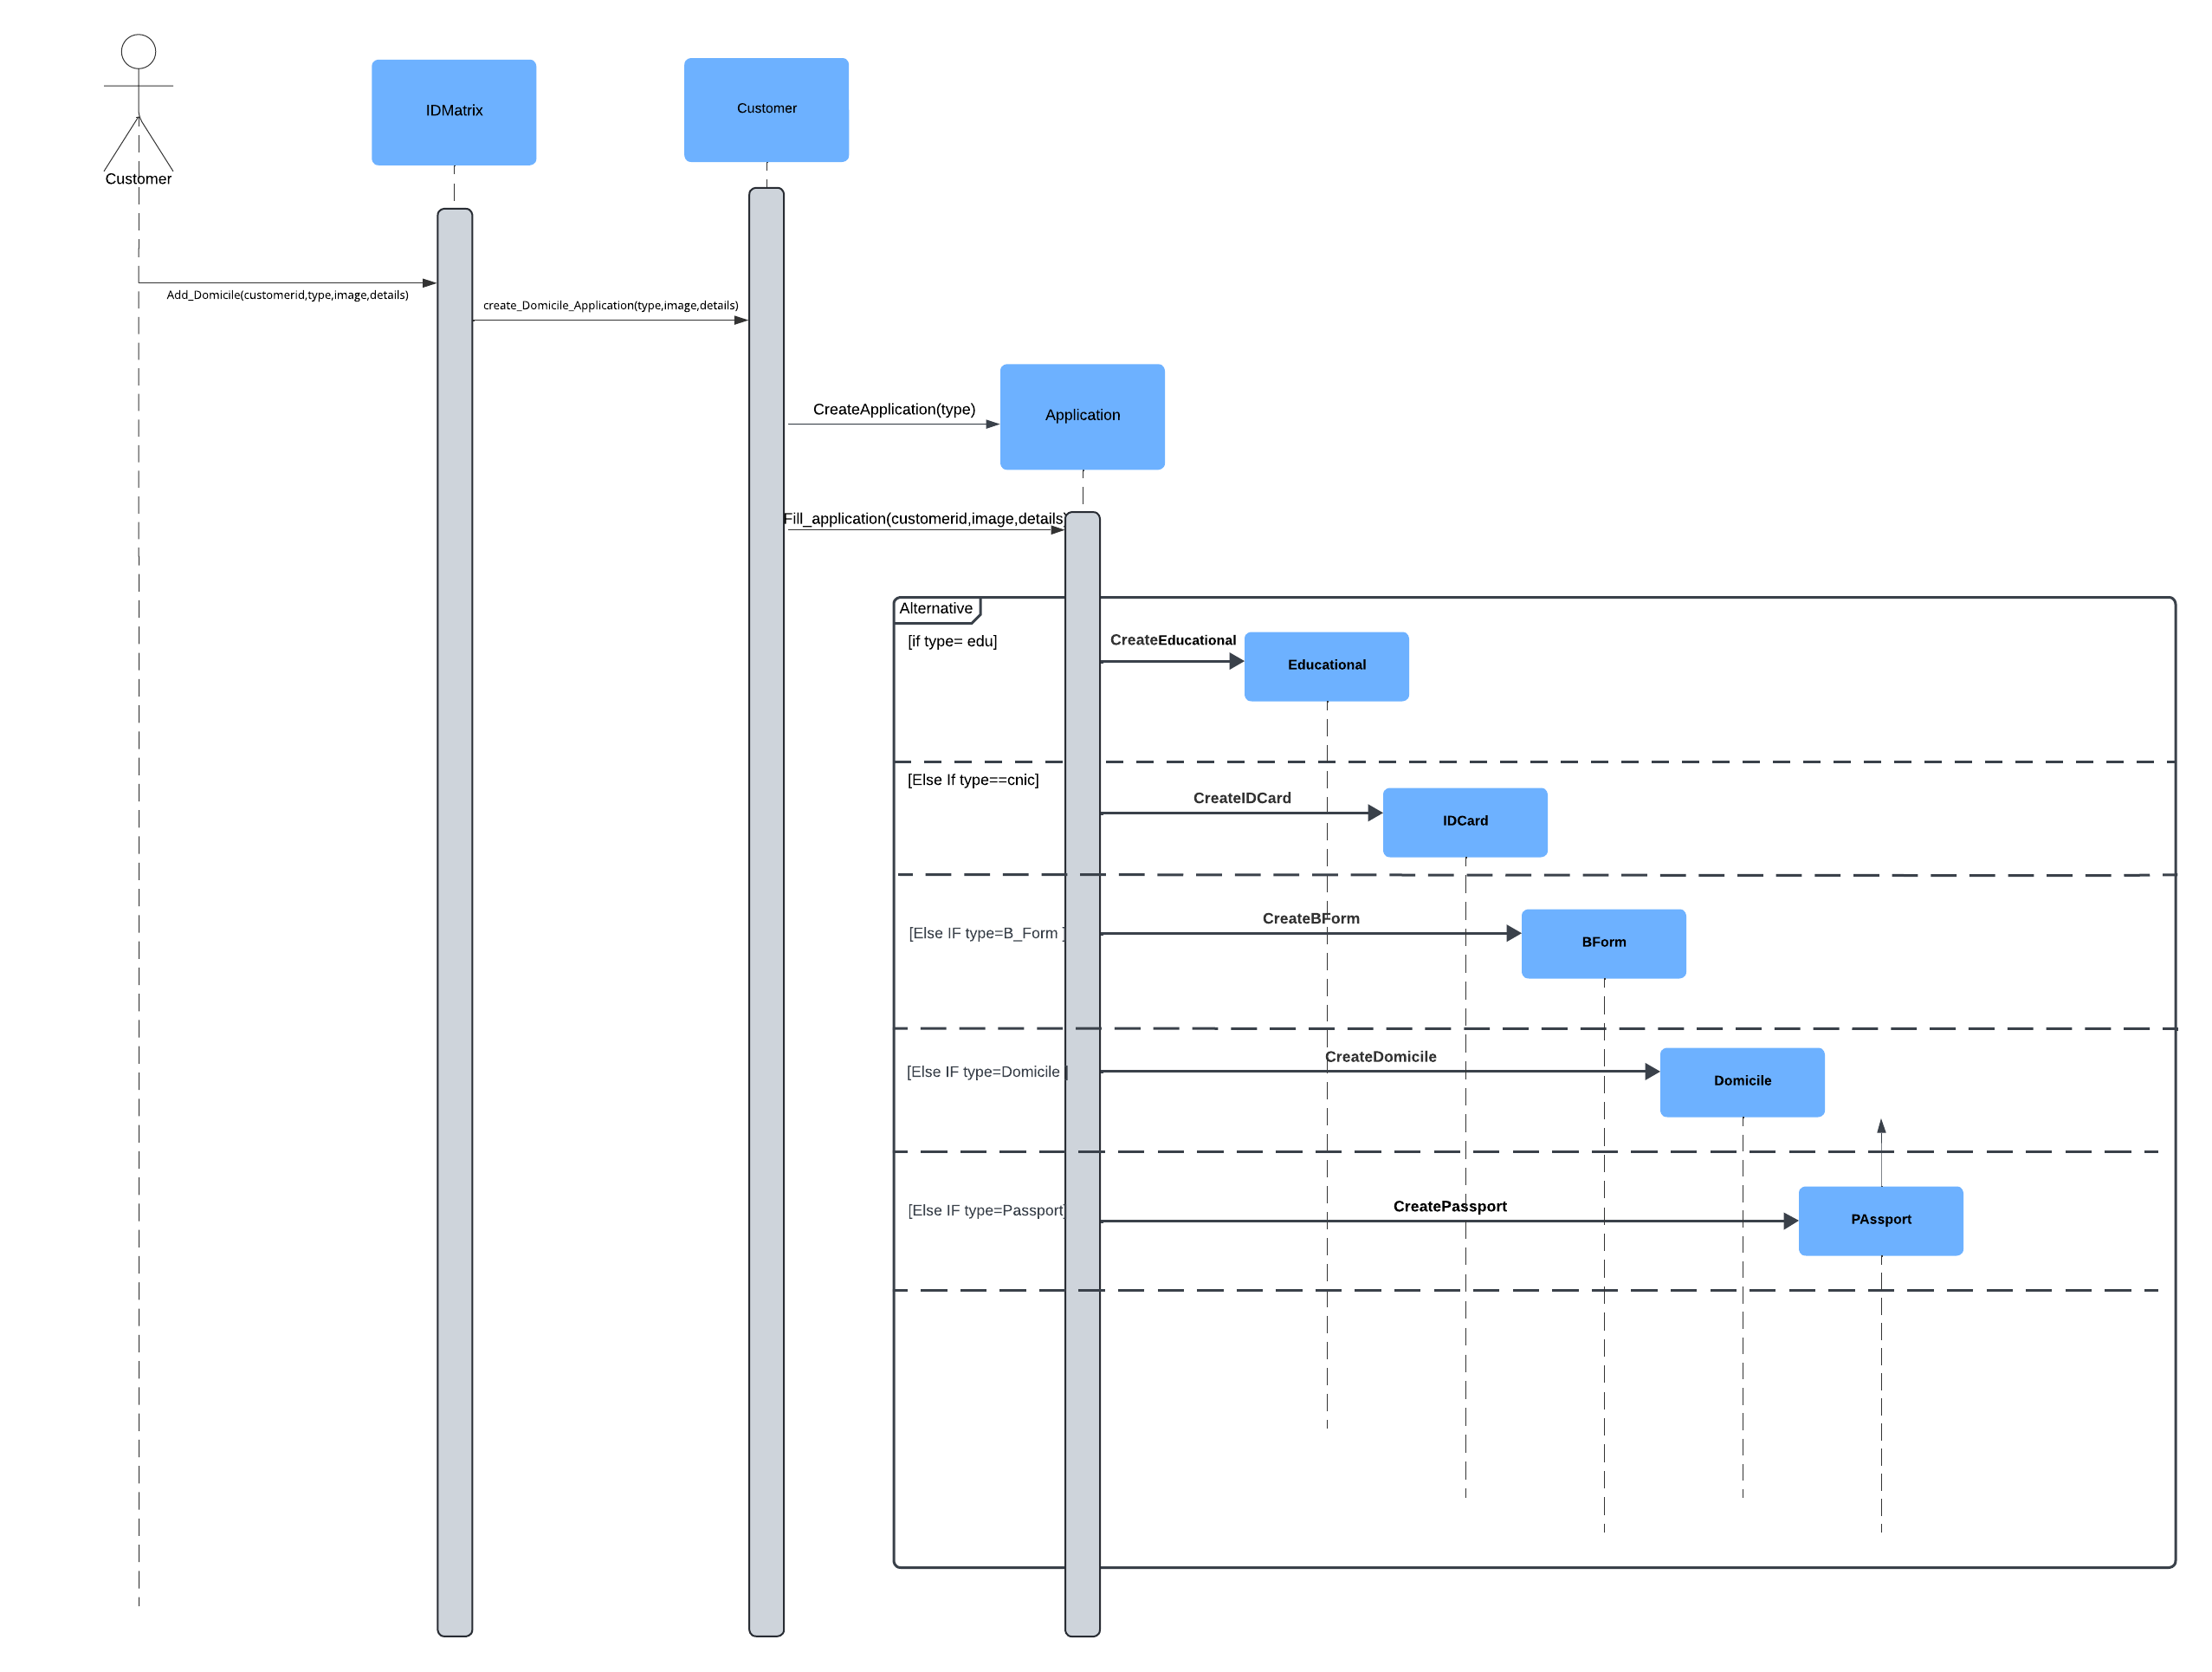 Customer
IDMatrix
Customer
Add_Domicile(customerid,type,image,details)
create_Domicile_Application(type,image,details)
CreateApplication(type)
Application
Fill_application(customerid,image,details)
Alternative
[if type= edu]
CreateEducational
Educational
[Else If type==cnic]
CreateIDCard
IDCard
[Else IF type=B_Form ]
CreateBForm
BForm
[Else IF type=Domicile ]
CreateDomicile
Domicile
[Else IF type=Passport]
CreatePassport
PAssport